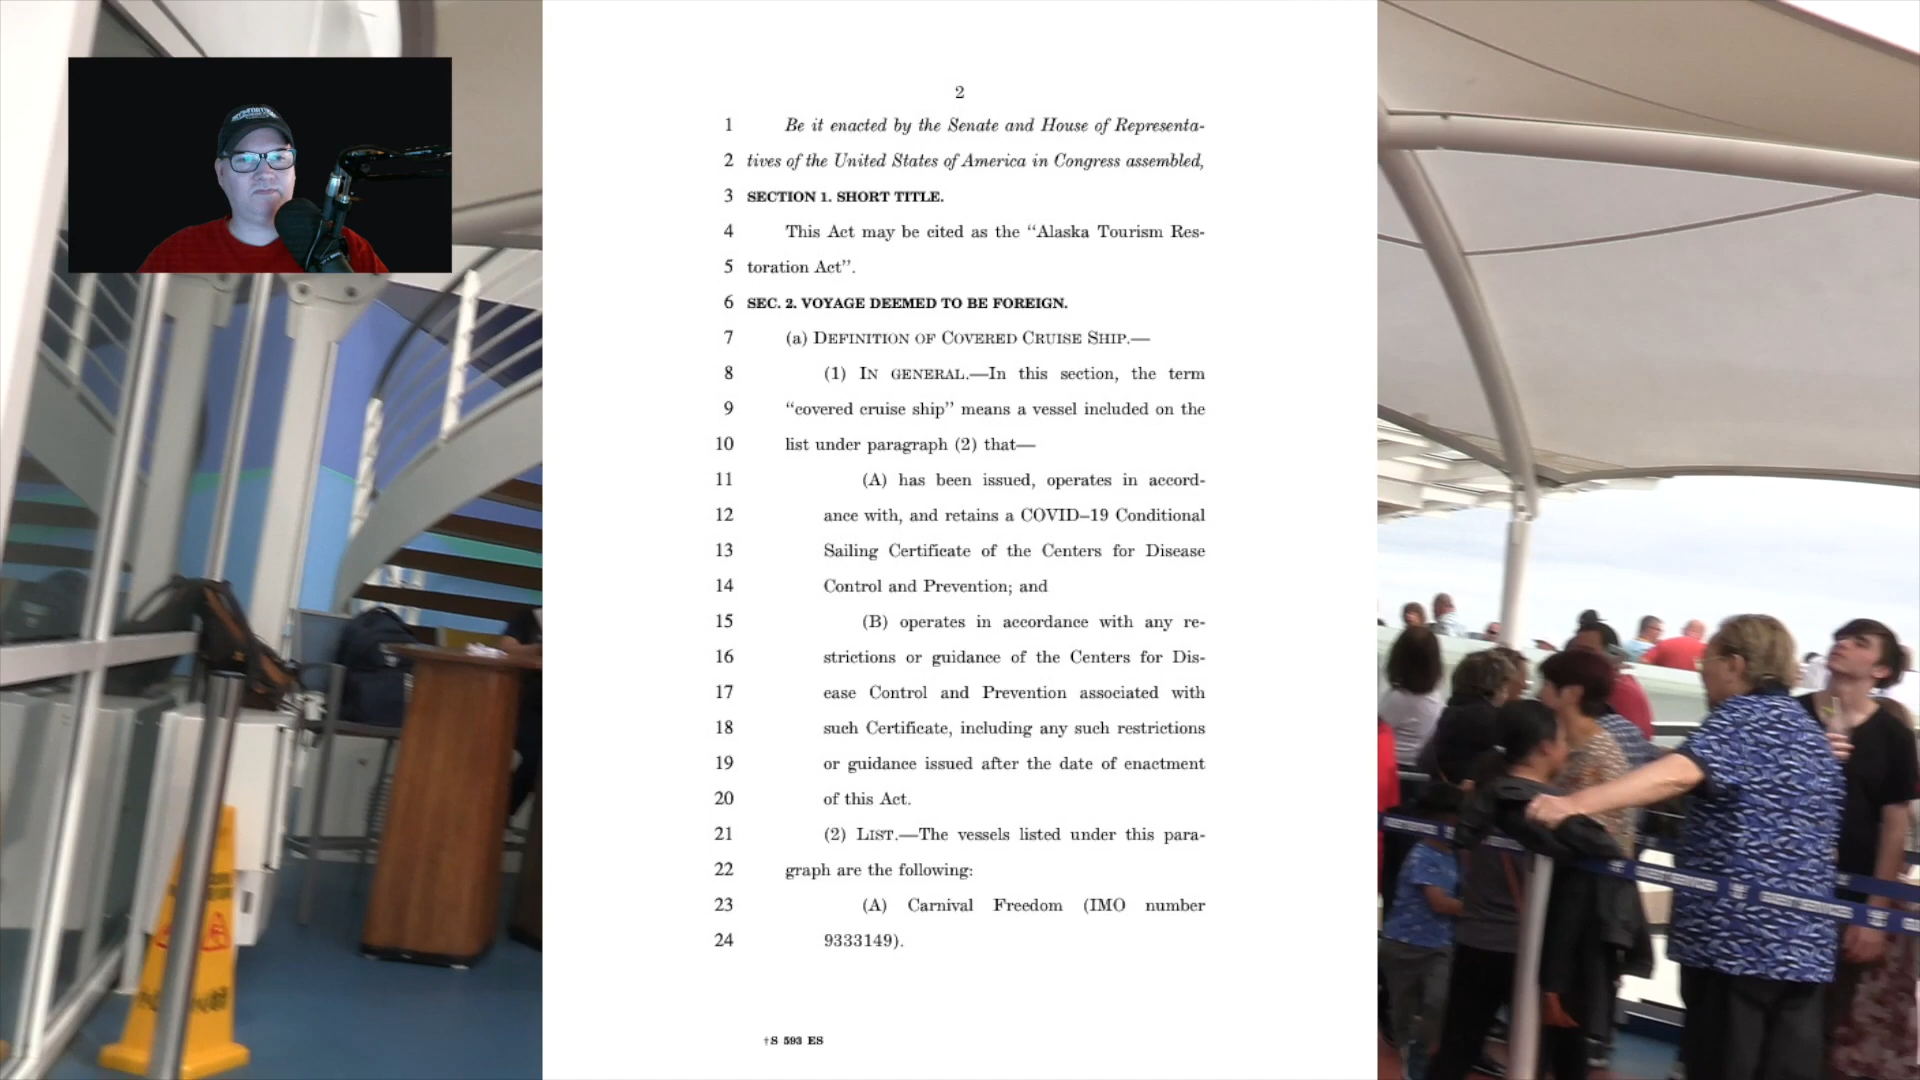 2
1 Be it enacted by the Senate and House of Representa-
2 tives of the United States of America in Congress assembled,
3 SECTION 1. SHORT TITLE.
4 This Act may be cited as the “Alaska Tourism Res-
5 toration Act”.
6 SEC. 2. VOYAGE DEEMED TO BE FOREIGN.
7 (a) DEFINITION OF COVERED CRUISE SHIP.—
8 (1) IN GENERAL.—In this section, the term
9 “covered cruise ship” means a vessel included on the
10 list under paragraph (2) that—
11 (A) has been issued, operates in accord-
12 ance with, and retains a COVID–19 Conditional
13 Sailing Certificate of the Centers for Disease
14 Control and Prevention; and
15 (B) operates in accordance with any re-
16 strictions or guidance of the Centers for Dis-
17 ease Control and Prevention associated with
18 such Certificate, including any such restrictions
19 or guidance issued after the date of enactment
20 of this Act.
21 (2) LIST.—The vessels listed under this para-
22 graph are the following:
23 (A) Carnival Freedom (IMO number
24 9333149).
†S 593 ES